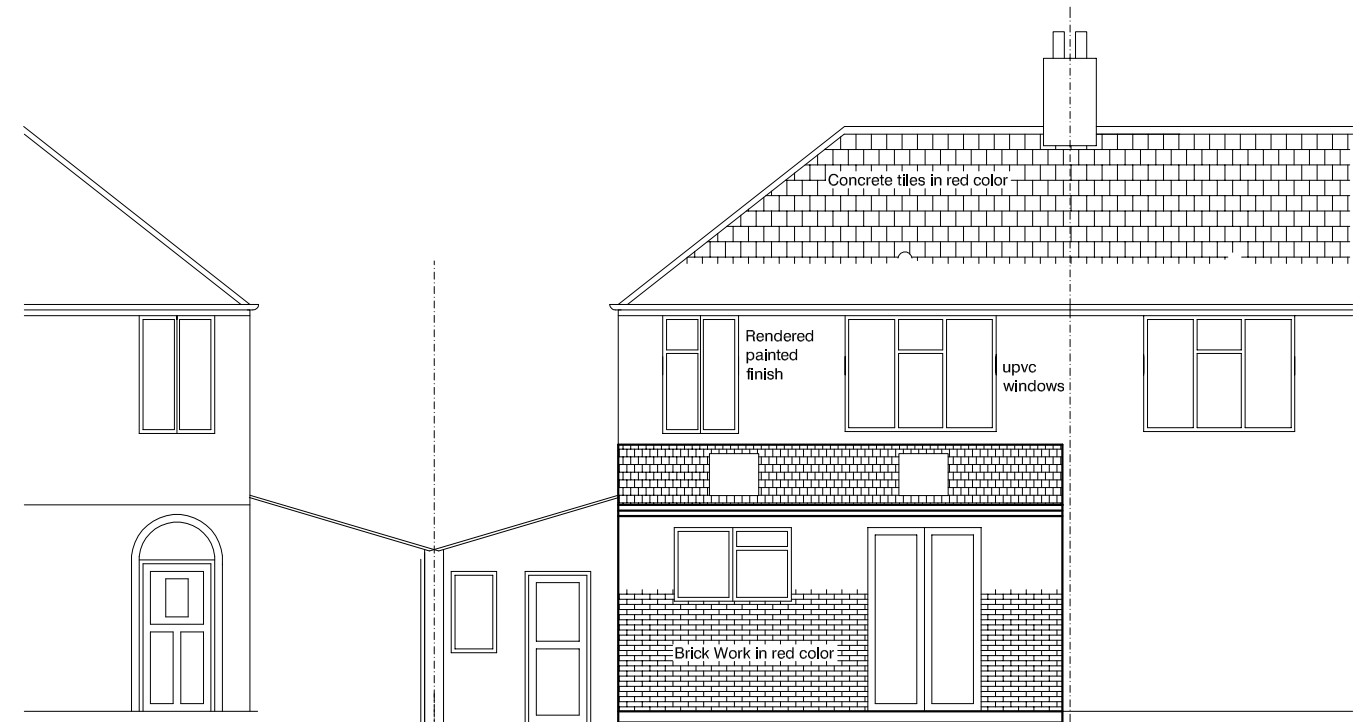 Concrete tiles in red color
Rendered
painted
finish
upvc
windows
Brick Work in red color